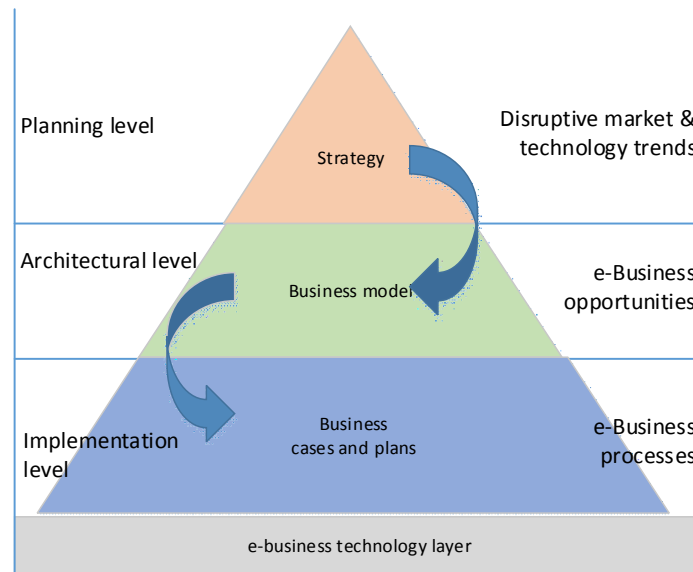 Planning level
Strategy
Disruptive market &
technology trends
Architectural level
Business model
e-Business
opportunities
Implementation
level
Business
cases and plans
e-Business
processes
e-business technology layer